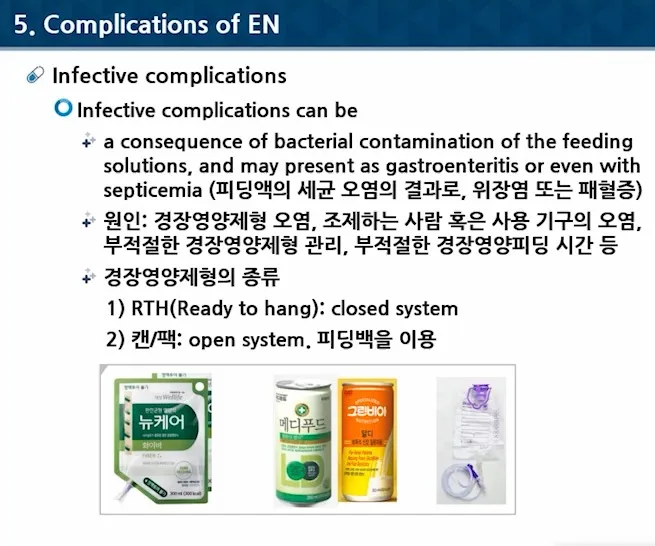 5. Complications of EN
Infective complications
Infective complications can be
a consequence of bacterial contamination of the feeding
solutions, and may present as gastroenteritis or even with
septicemia (피딩액의 세균 오염의 결과로, 위장염 또는 패혈증)
원인: 경장영양제형 오염, 조제하는 사람 혹은 사용 기구의 오염,
부적절한 경장영양제형 관리, 부적절한 경장영양피딩 시간 등
경장영양제형의 종류
1) RTH(Ready to hang): closed system
2) 캔/팩: open system. 피딩백을 이용
Wellife
뉴케어
화이바
메디푸드
그린비아